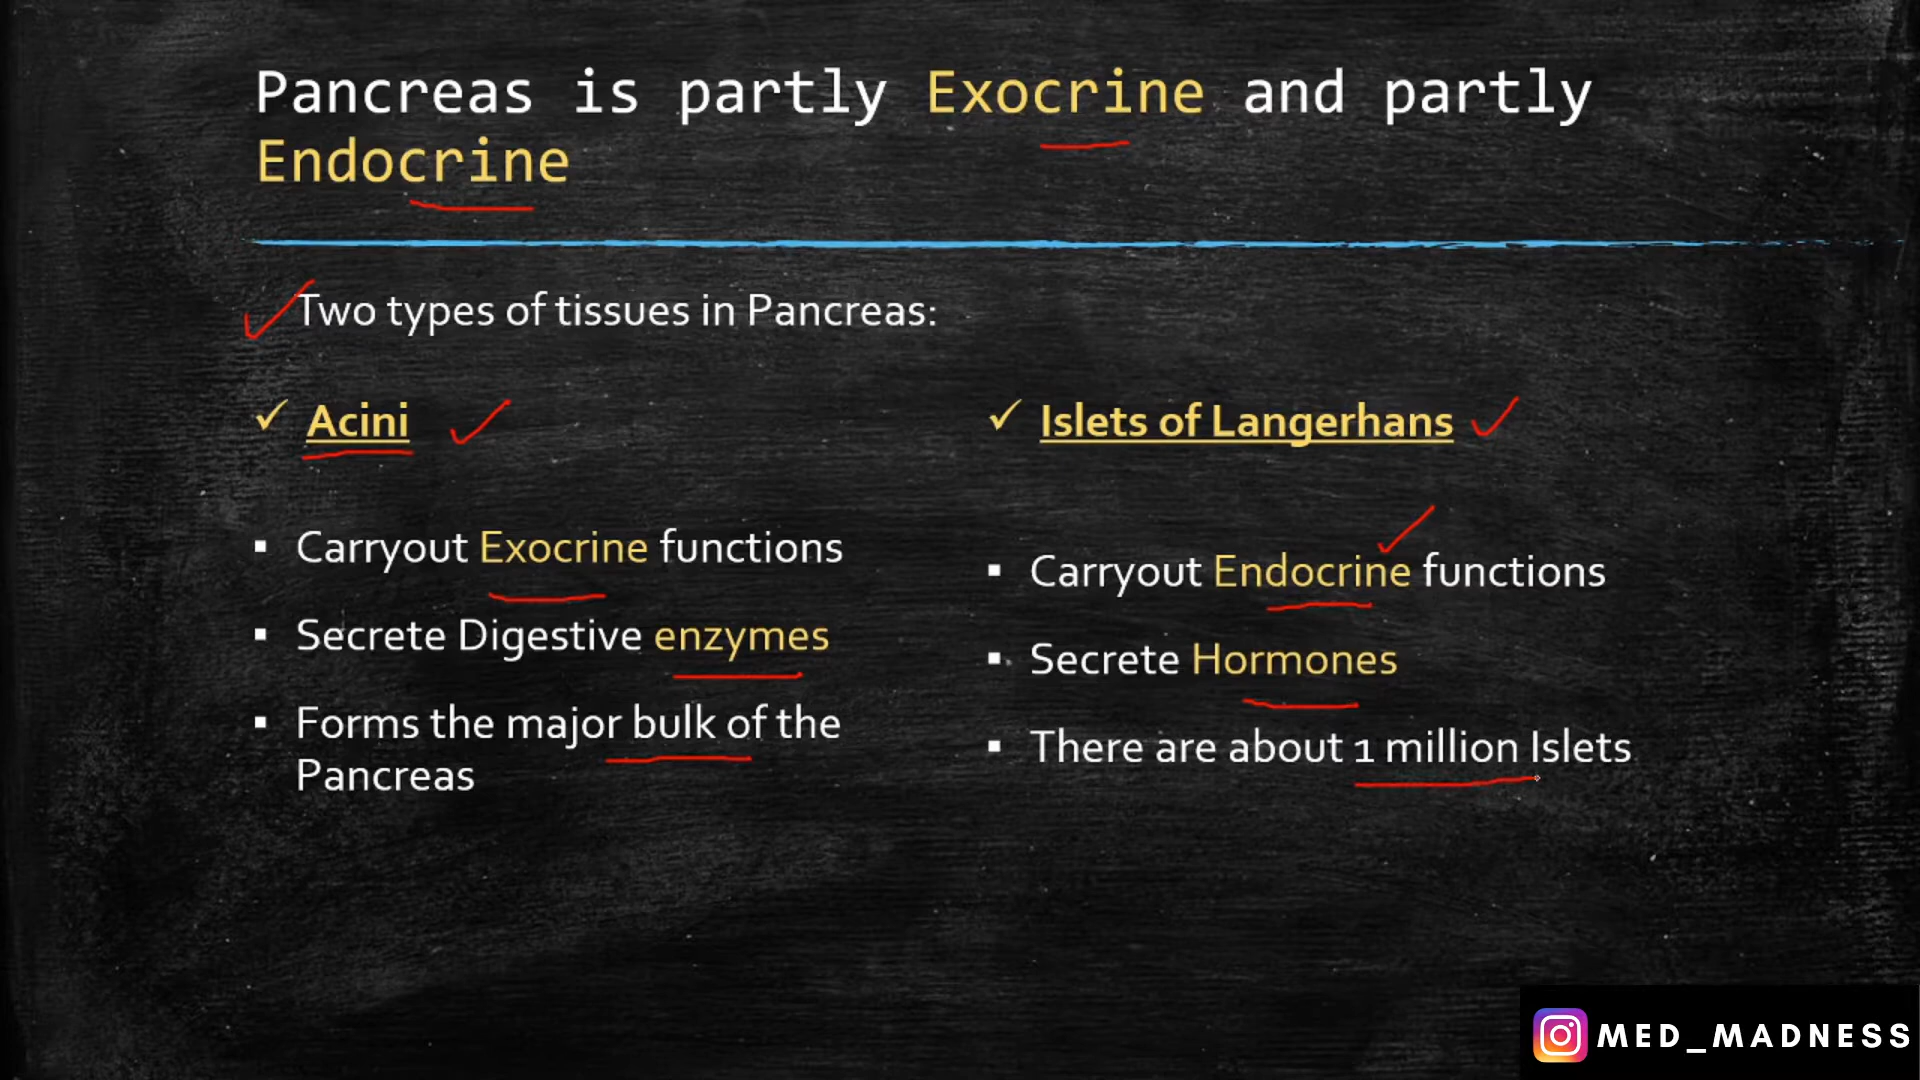 Pancreas is partly Exocrine and partly
Endocrine
Two types of tissues in Pancreas:
Acini
Carryout Exocrine functions
Secrete Digestive enzymes
Forms the major bulk of the
Pancreas
Islets of Langerhans
Carryout Endocrine functions
Secrete Hormones
There are about 1 million Islets
MED_MADNESS